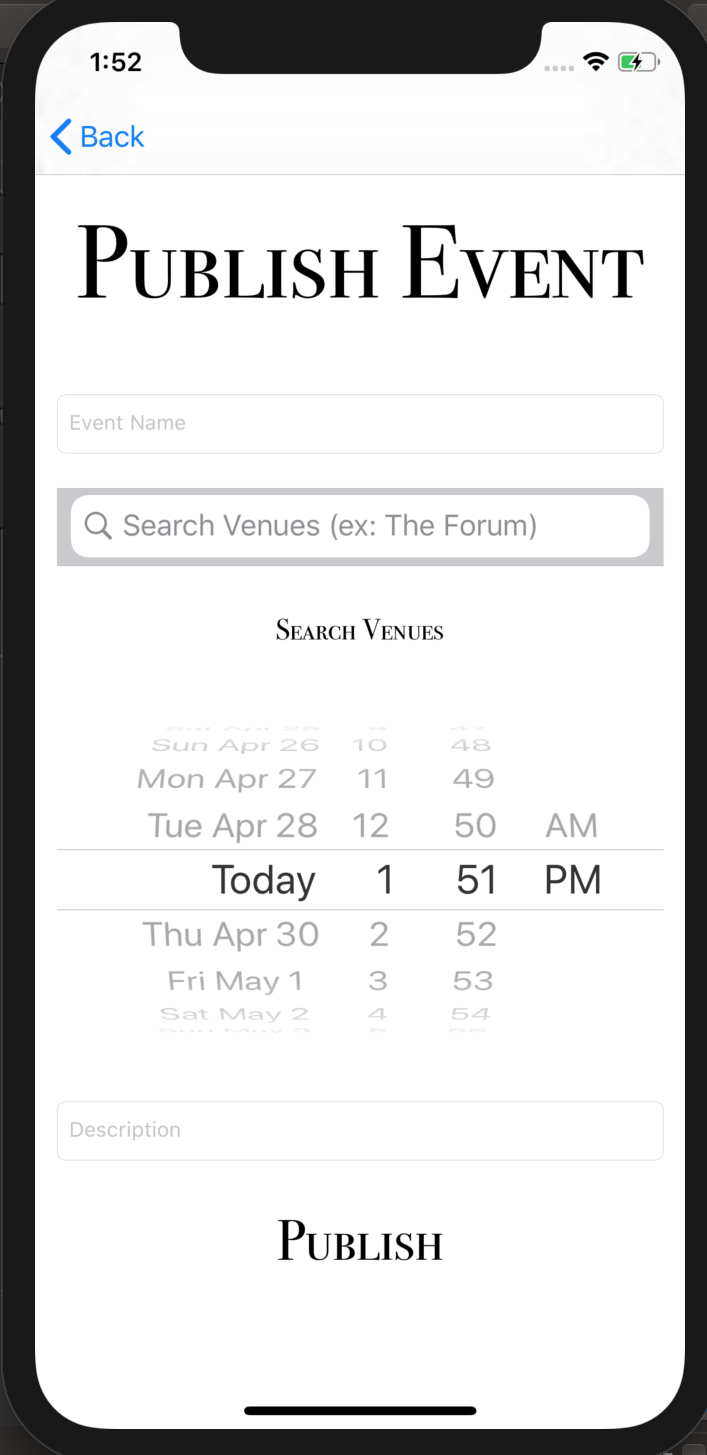 1:52
Back
Publish Event
Event Name
Search Venues (ex: The Forum)
Search Venues
Sun Apr 26 10 48
Mon Apr 27 11 49
Tue Apr 28 12 50 AM
Today 1 51 PM
Thu Apr 30 2 52
Fri May 1 3 53
Sat May 2 4 54
Description
Publish